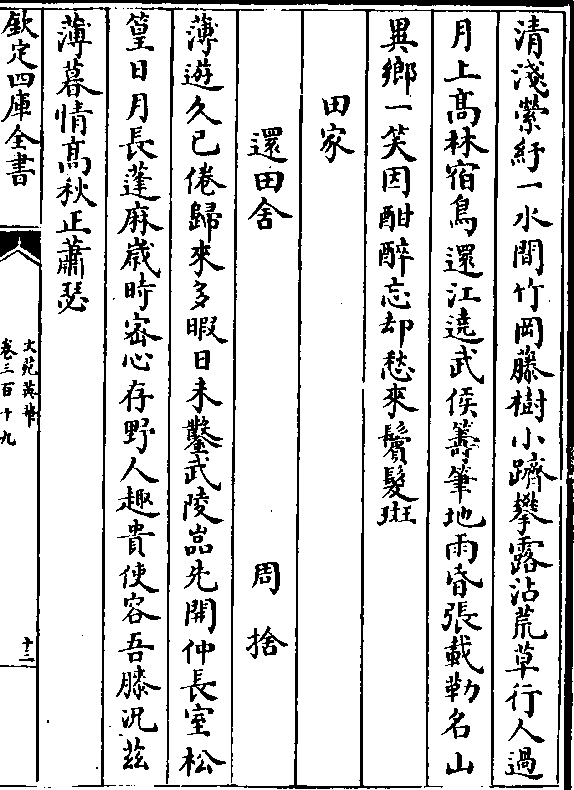 清淺縈紆一水間竹岡藤樹小躋攀露沾荒草行人過
月上髙林宿鳥還江遶武侯籌筆地雨昏張載勒名山
異鄉一笑因酣醉忘却愁來鬢髮斑
田家
還田舍 周捨
薄遊久已倦歸來多暇日未鑿武陵嵓先開仲長室松
篁日月長蓬麻歲時密心存野人趣貴使容吾膝況茲
薄暮情髙秋正蕭瑟
欽定四庫全書
文苑英華
卷三百十九
十二